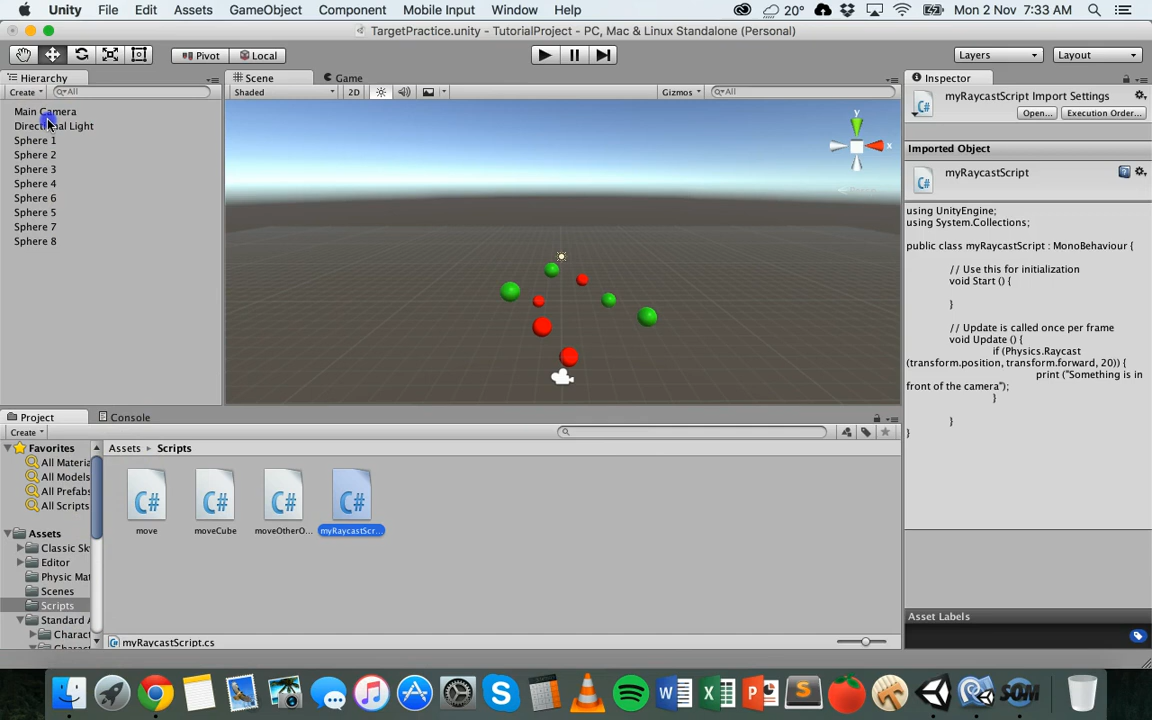 Unity File Edit Assets GameObject Component Mobile Input Window Help 20° Mon 2 Nov 7:33 AM
TargetPractice.unity - TutorialProject - PC, Mac & Linux Standalone (Personal)
Pivot Local Layers Layout
Hierarchy Scene Game Inspector
Create All Shaded 2D Gizmos All
myRaycastScript Import Settings
Open... Execution Order...
Main Camera
Directional Light
Sphere 1
Sphere 2
Sphere 3
Sphere 4
Sphere 6
Sphere 5
Sphere 7
Sphere 8
y
x
Imported Object
myRaycastScript
using UnityEngine;
using System.Collections;
public class myRaycastScript : MonoBehaviour {
// Use this for initialization
void Start () {
}
// Update is called once per frame
void Update () {
if (Physics.Raycast
(transform.position, transform.forward, 20)) {
print ("Something is in
front of the camera");
}
}
}
Project Console
Create
Favorites
All Materia
All Models
All Prefabs
All Scripts
Assets
Classic Sk
Editor
Physic Mat
Scenes
Scripts
Standard A
Charact
Assets Scripts
C# C# C# C#
move moveCube moveOtherO... myRaycastScr...
myRaycastScript.cs
Asset Labels
W X P S SOM